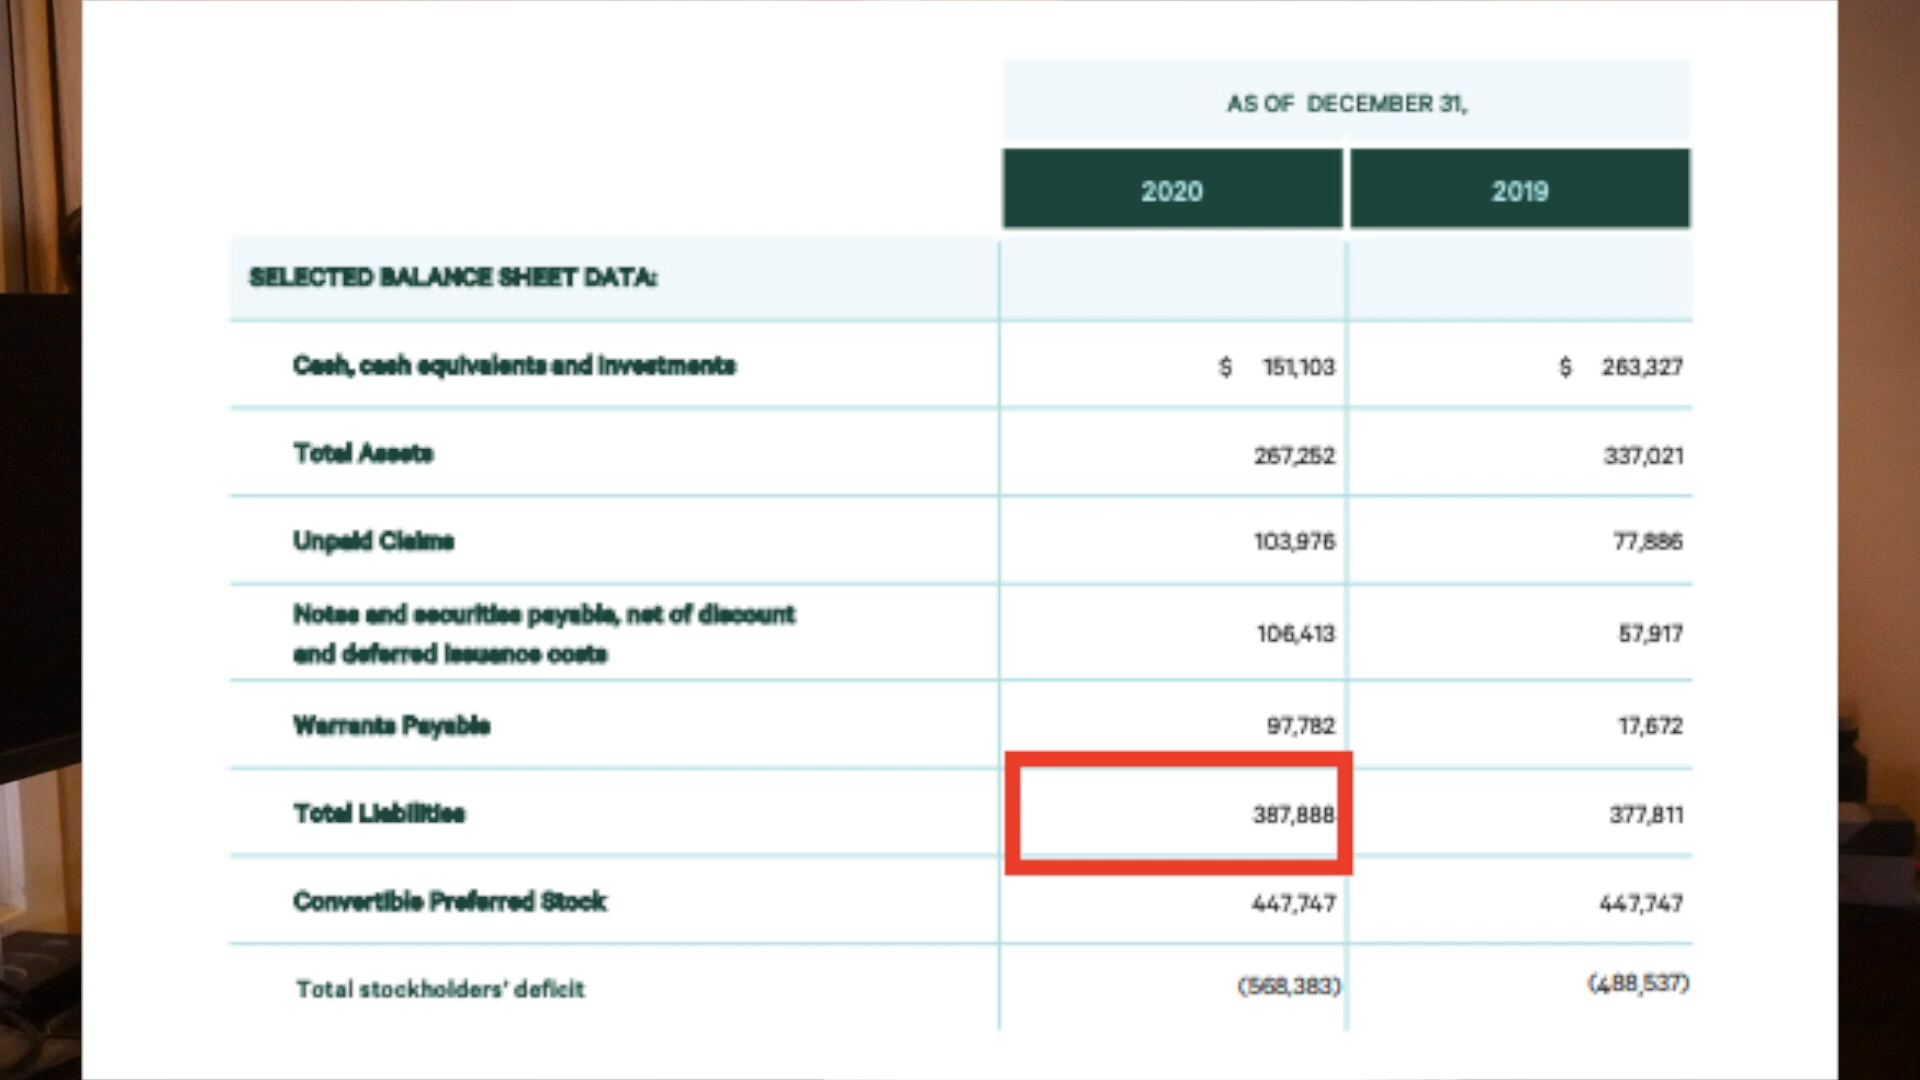 AS OF DECEMBER 31,
2020 2019
SELECTED BALANCE SHEET DATA:
Cash, cash equivalents and investments $ 151,103 $ 263,327
Total Assets 267,252 337,021
Unpaid Claims 103,976 77,886
Notes and securities payable, net of discount
and deferred issuance costs 106,413 57,917
Warrants Payable 97,782 17,672
Total Liabilities 387,888 377,811
Convertible Preferred Stock 447,747 447,747
Total stockholders' deficit (568,383) (488,537)